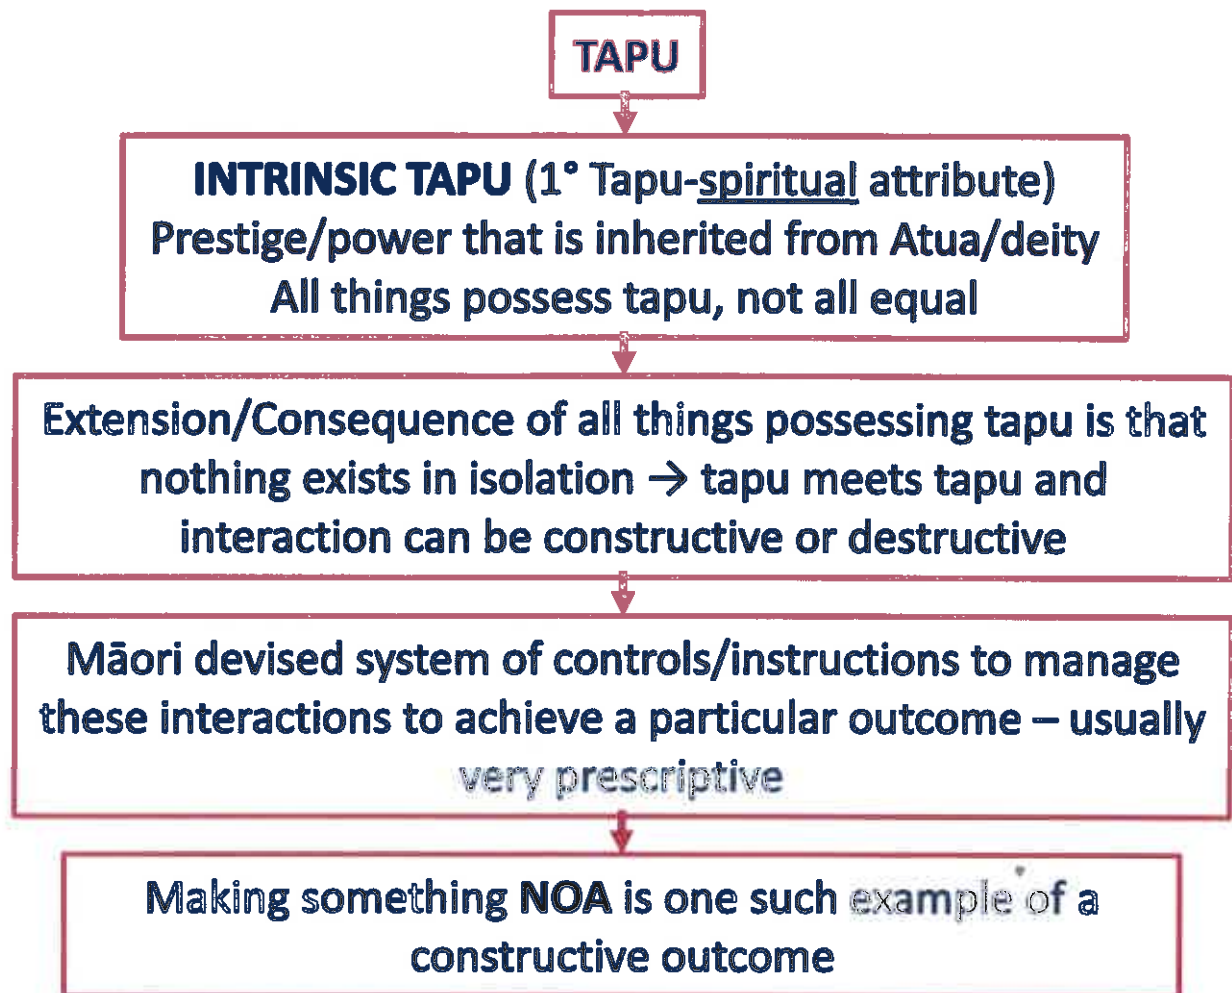 TAPU
INTRINSIC TAPU (1° Tapu-spiritual attribute)
Prestige/power that is inherited from Atua/deity
All things possess tapu, not all equal
Extension/Consequence of all things possessing tapu is that
nothing exists in isolation → tapu meets tapu and
interaction can be constructive or destructive
Māori devised system of controls/instructions to manage
these interactions to achieve a particular outcome – usually
very prescriptive
Making something NOA is one such example of a
constructive outcome